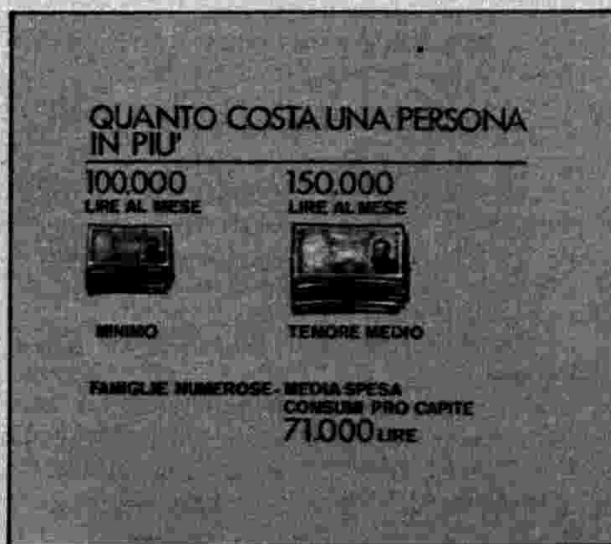 QUANTO COSTA UNA PERSONA
IN PIU'
100.000 150.000
LIRE AL MESE LIRE AL MESE
MINIMO TENORE MEDIO
FAMIGLIE NUMEROSE - MEDIA SPESA
CONSUMI PRO CAPITE
71.000 LIRE